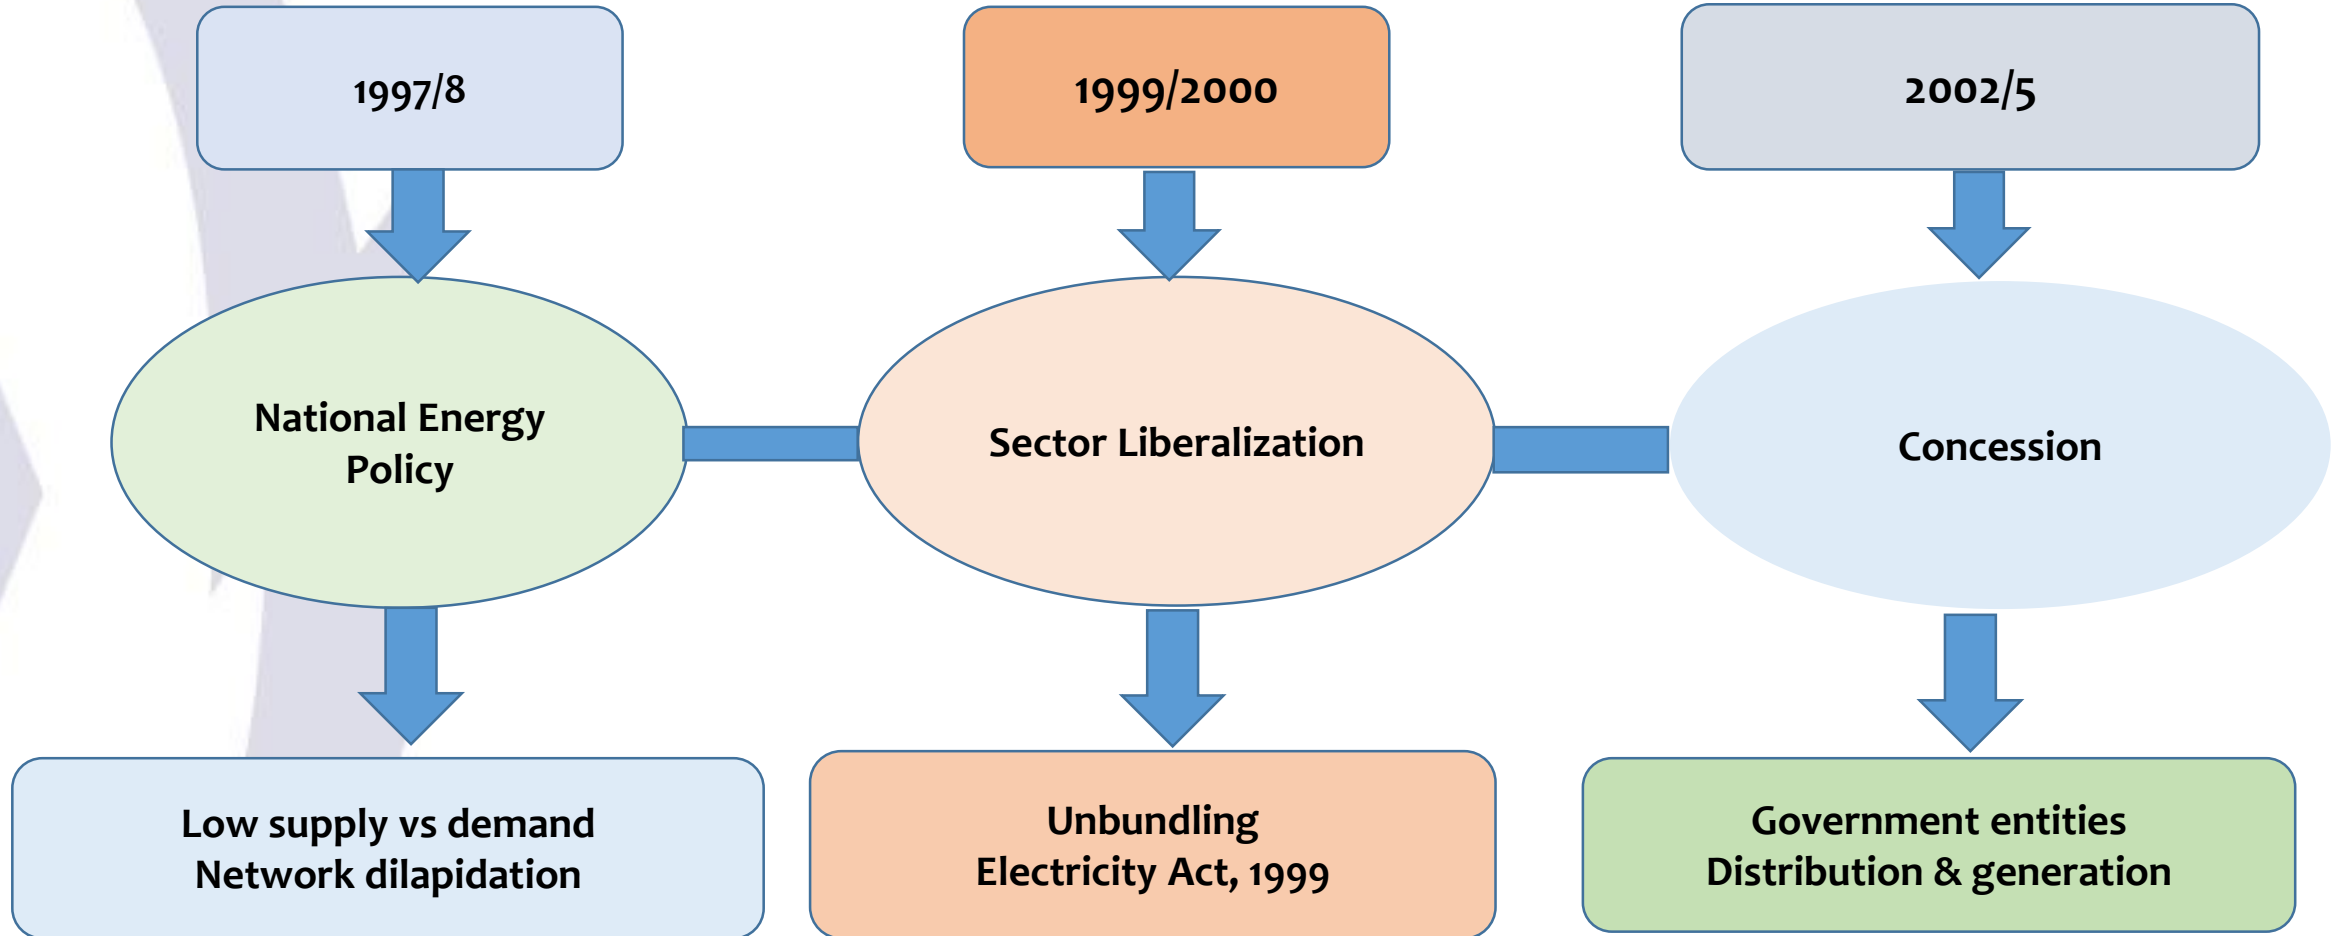 1997/8
1999/2000
2002/5
National Energy
Policy
Sector Liberalization
Concession
Low supply vs demand
Network dilapidation
Unbundling
Electricity Act, 1999
Government entities
Distribution & generation